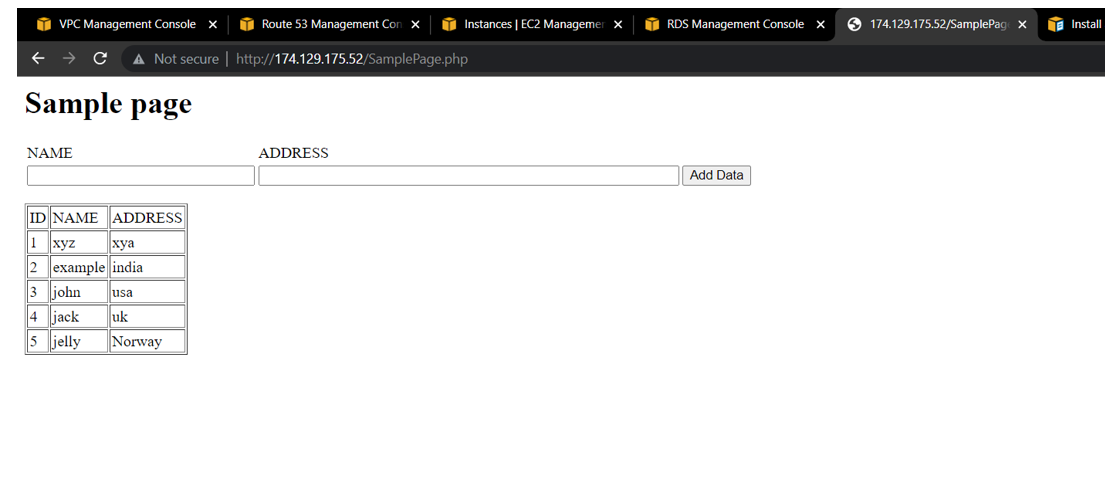 VPC Management Console Route 53 Management Con Instances | EC2 Managemer RDS Management Console 174.129.175.52/SamplePag Install
Not secure | http://174.129.175.52/SamplePage.php
Sample page
NAME ADDRESS
Add Data
ID NAME ADDRESS
1 xyz xya
2 example india
3 john usa
4 jack uk
5 jelly Norway